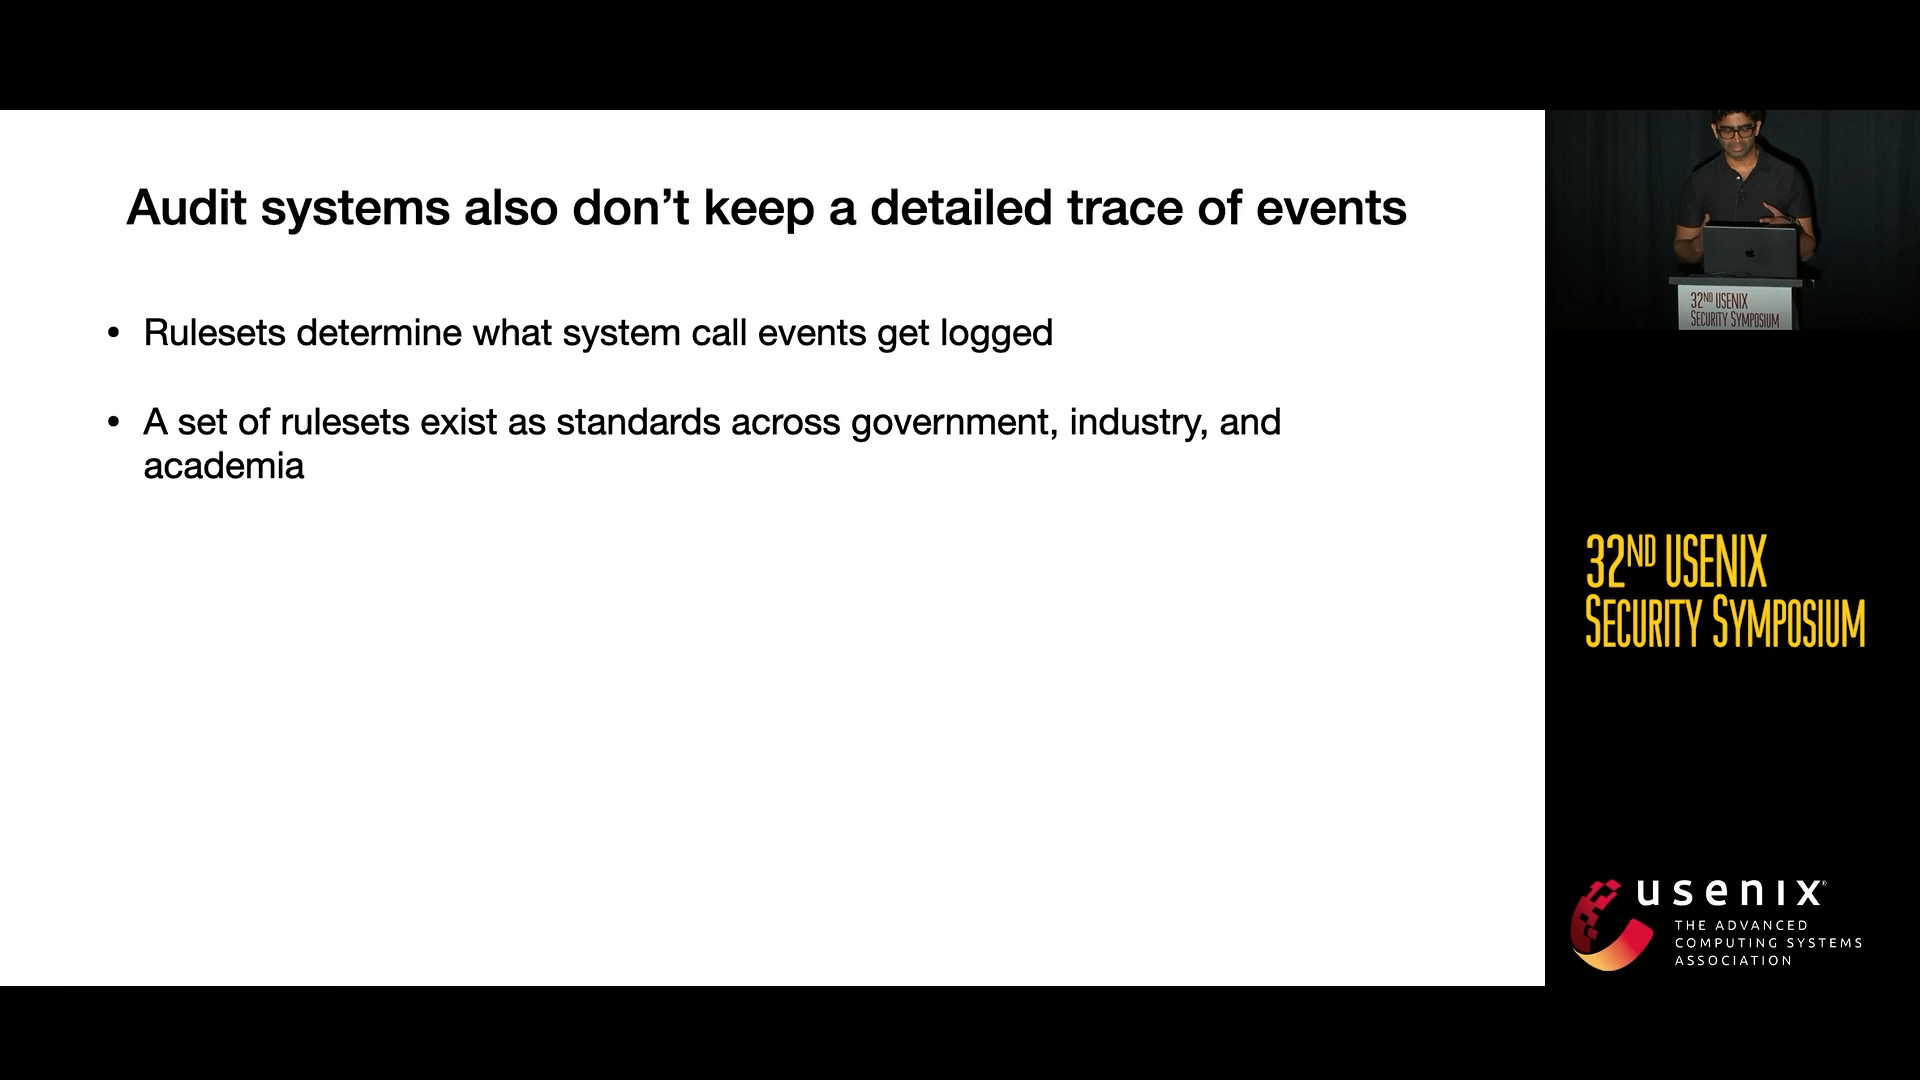 Audit systems also don’t keep a detailed trace of events
• Rulesets determine what system call events get logged
• A set of rulesets exist as standards across government, industry, and
academia
32ND USENIX
SECURITY SYMPOSIUM
32ND USENIX
SECURITY SYMPOSIUM
usenix®
THE ADVANCED
COMPUTING SYSTEMS
ASSOCIATION